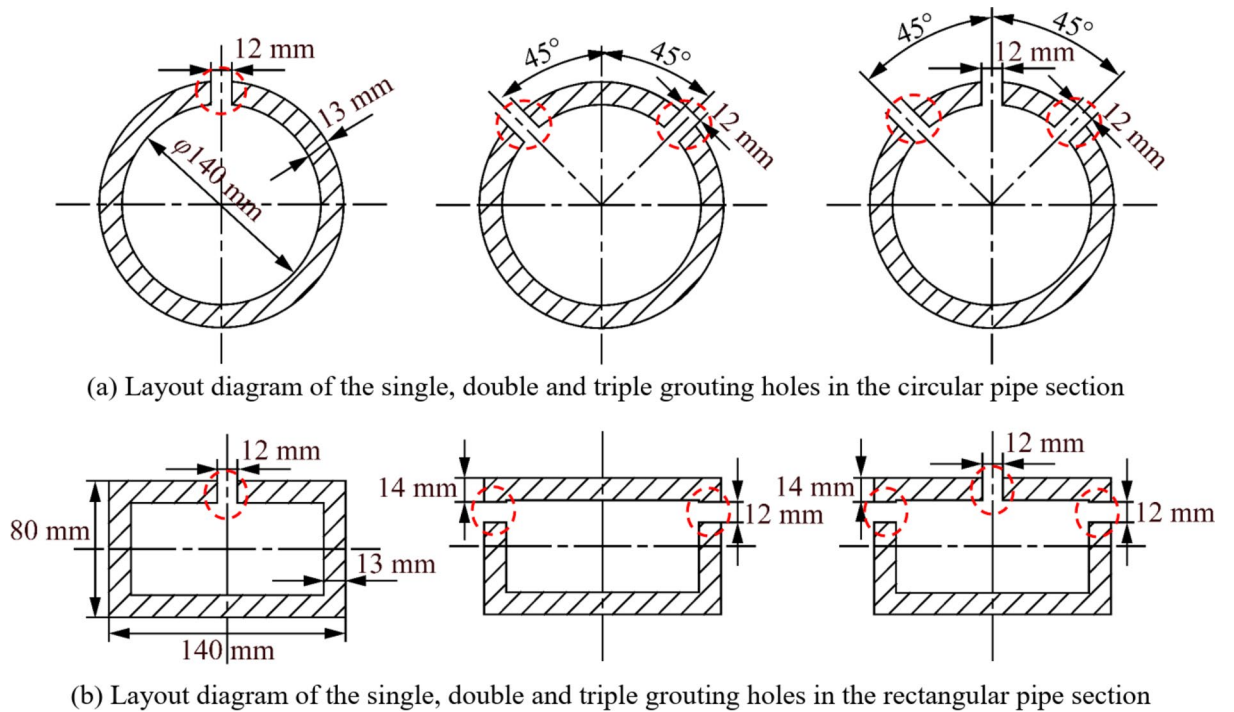 12 mm
13 mm
φ140 mm
45°
45°
12 mm
45°
45°
12 mm
12 mm
(a) Layout diagram of the single, double and triple grouting holes in the circular pipe section
12 mm
80 mm
13 mm
140 mm
14 mm
12 mm
12 mm
14 mm
12 mm
(b) Layout diagram of the single, double and triple grouting holes in the rectangular pipe section